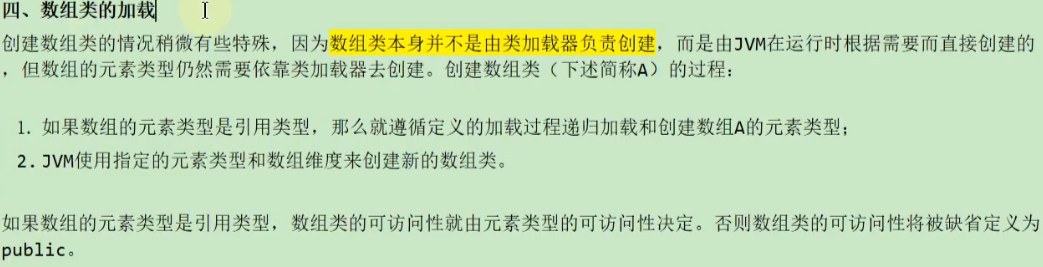 四、数组类的加载
创建数组类的情况稍微有些特殊，因为数组类本身并不是由类加载器负责创建，而是由JVM在运行时根据需要而直接创建的
，但数组的元素类型仍然需要依靠类加载器去创建。创建数组类（下述简称A）的过程：
1. 如果数组的元素类型是引用类型，那么就遵循定义的加载过程递归加载和创建数组A的元素类型；
2. JVM使用指定的元素类型和数组维度来创建新的数组类。
如果数组的元素类型是引用类型，数组类的可访问性就由元素类型的可访问性决定。否则数组类的可访问性将被缺省定义为
public。